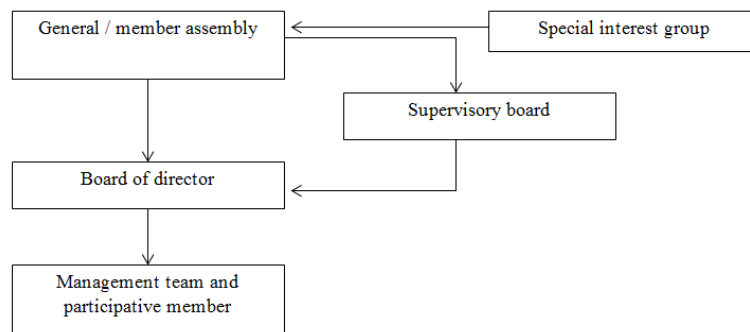 General / member assembly
Special interest group
Supervisory board
Board of director
Management team and
participative member